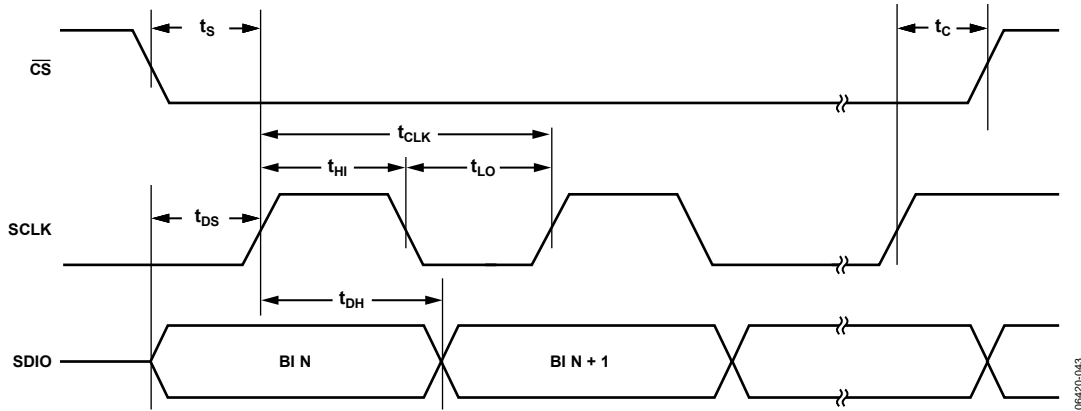 tS
tC
CS
tCLK
tHI
tLO
tDS
SCLK
tDH
SDIO
BI N
BI N + 1
06420-043